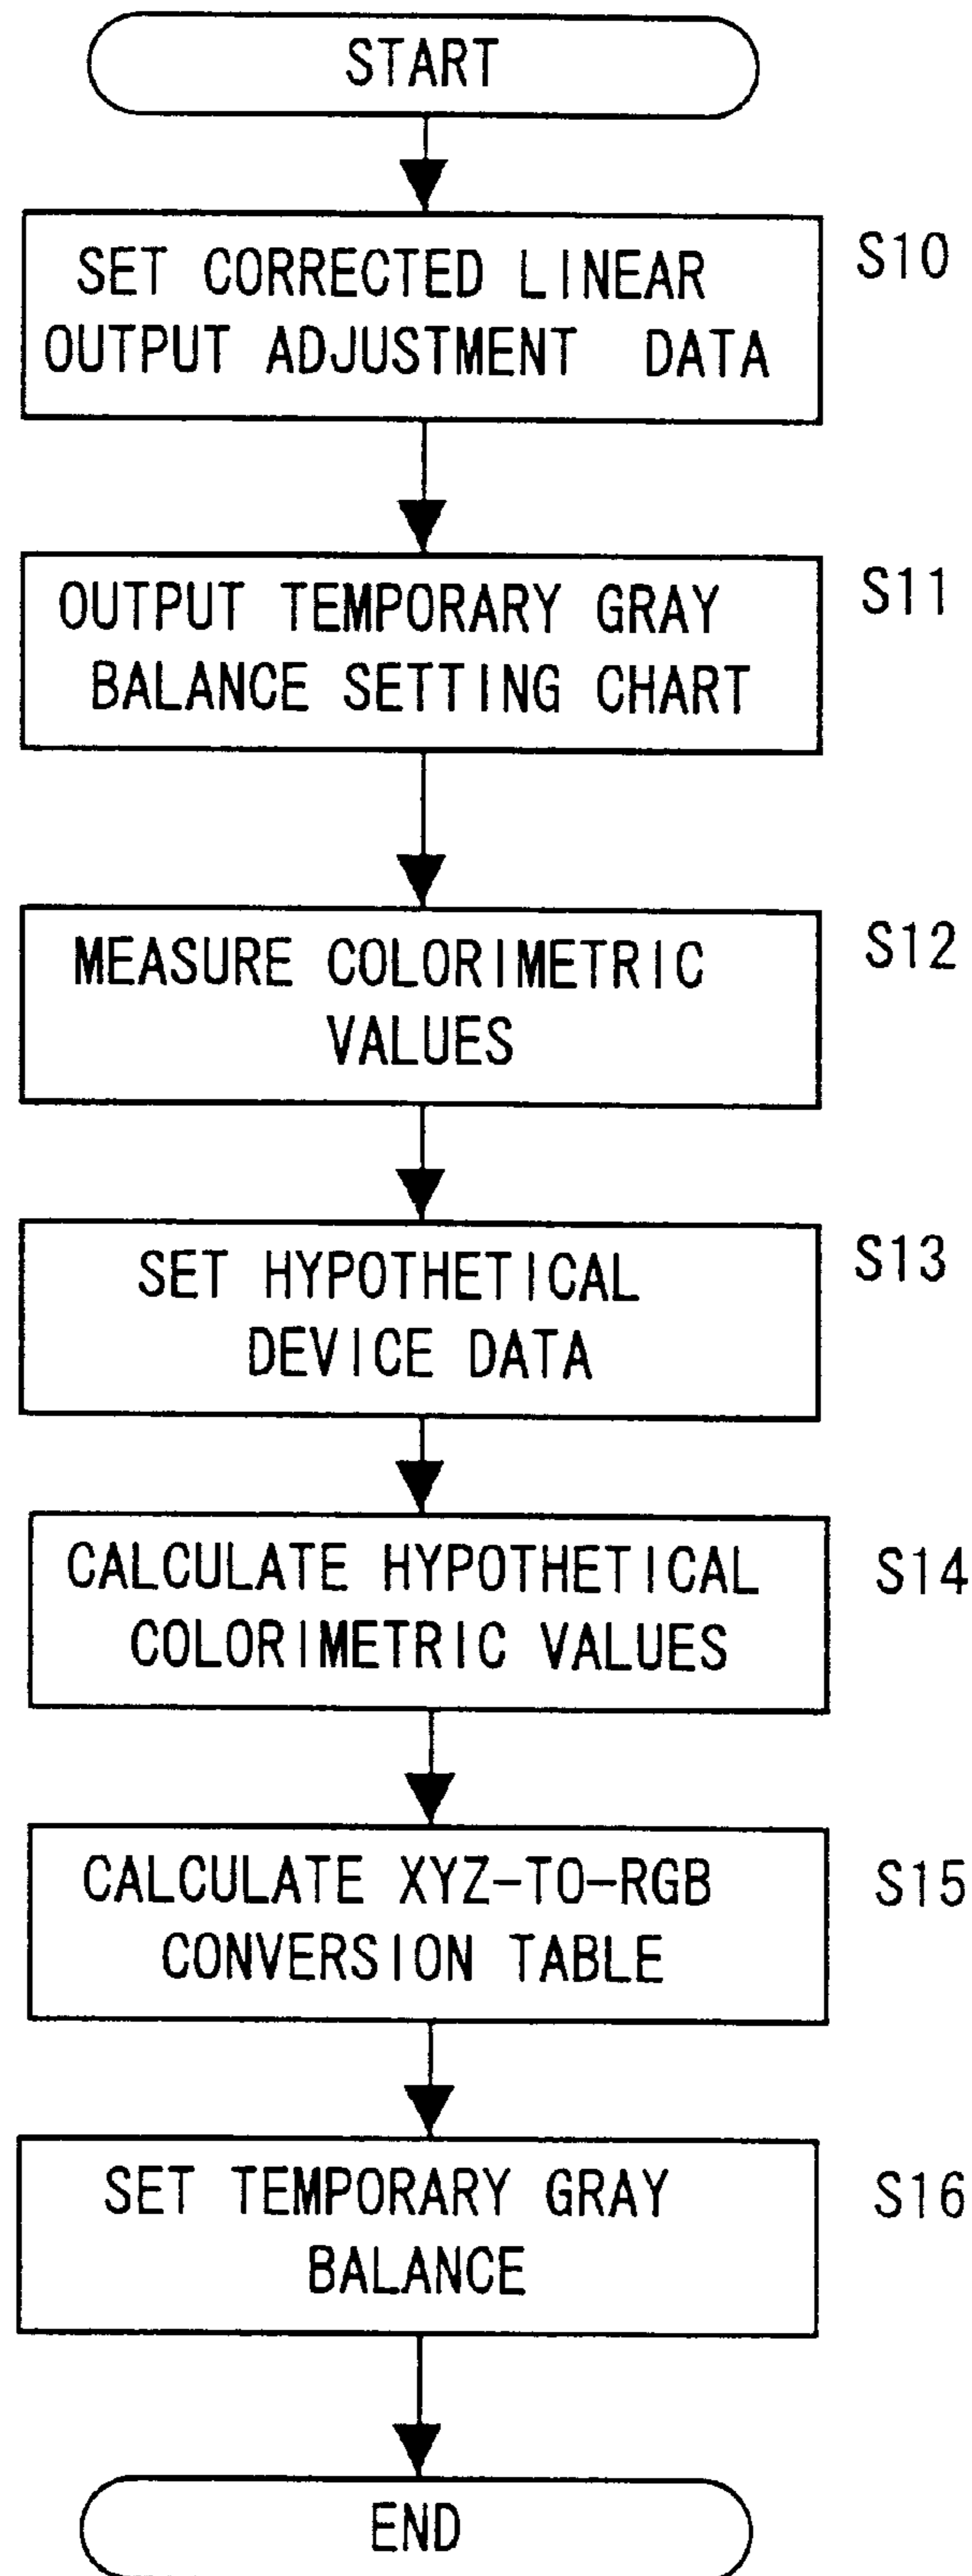 START
SET CORRECTED LINEAR
OUTPUT ADJUSTMENT DATA
S10
OUTPUT TEMPORARY GRAY
BALANCE SETTING CHART
S11
MEASURE COLORIMETRIC
VALUES
S12
SET HYPOTHETICAL
DEVICE DATA
S13
CALCULATE HYPOTHETICAL
COLORIMETRIC VALUES
S14
CALCULATE XYZ-TO-RGB
CONVERSION TABLE
S15
SET TEMPORARY GRAY
BALANCE
S16
END